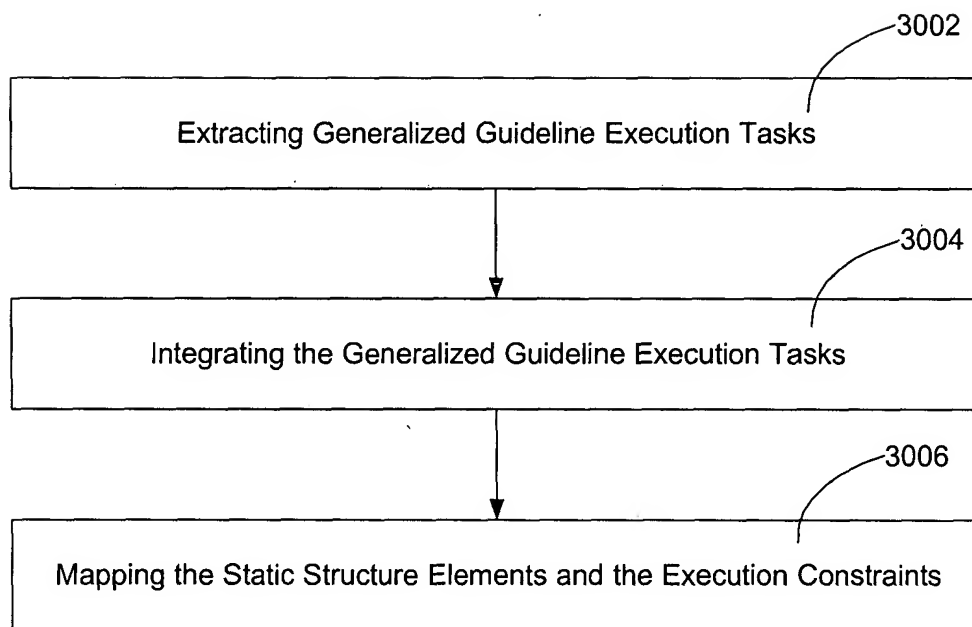 3002
Extracting Generalized Guideline Execution Tasks
3004
Integrating the Generalized Guideline Execution Tasks
3006
Mapping the Static Structure Elements and the Execution Constraints